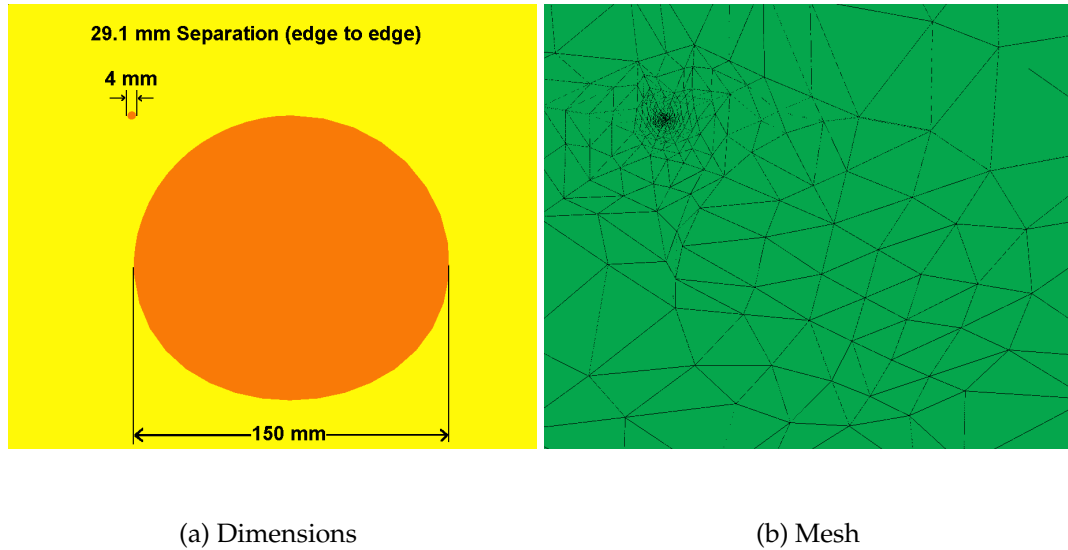 29.1 mm Separation (edge to edge)
4 mm
150 mm
(a) Dimensions
(b) Mesh